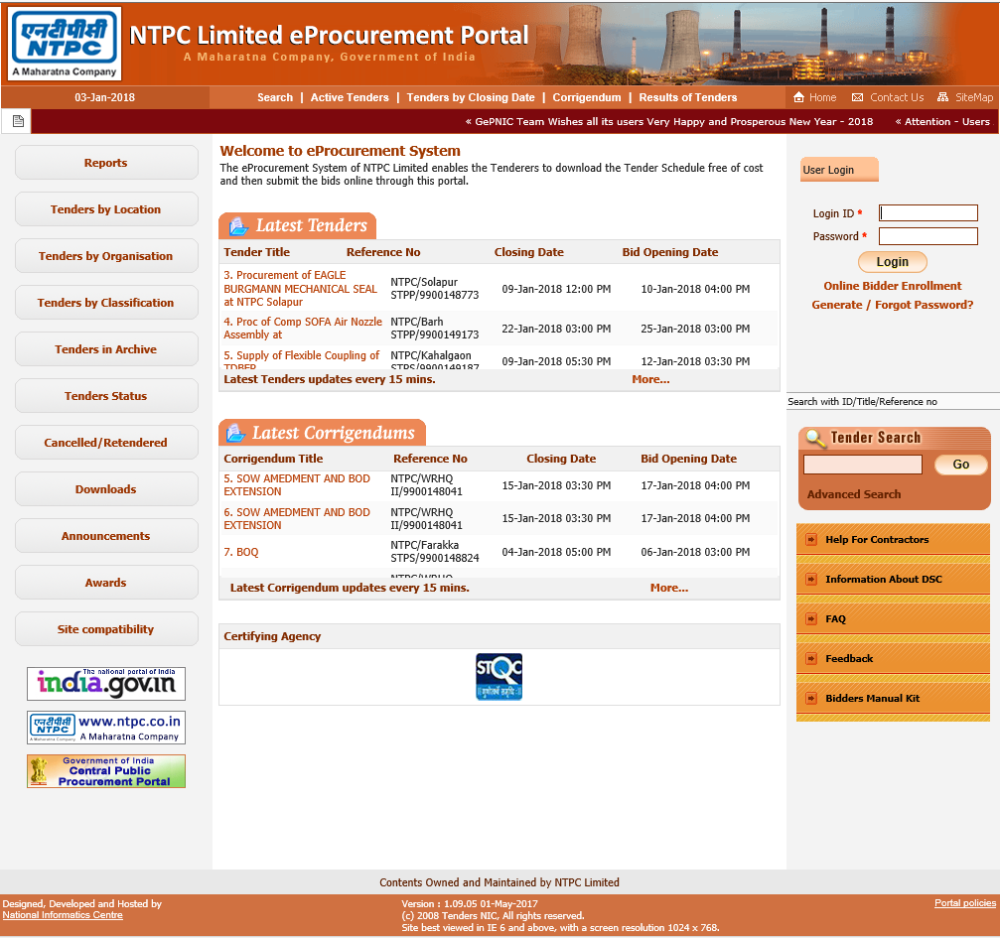 एनटीपीसी
NTPC
A Maharatna Company
NTPC Limited eProcurement Portal
A Maharatna Company, Government of India
03-Jan-2018
Search | Active Tenders | Tenders by Closing Date | Corrigendum | Results of Tenders
Home Contact Us SiteMap
« GePNIC Team Wishes all its users Very Happy and Prosperous New Year - 2018 « Attention - Users
Reports
Tenders by Location
Tenders by Organisation
Tenders by Classification
Tenders in Archive
Tenders Status
Cancelled/Retendered
Downloads
Announcements
Awards
Site compatibility
The national portal of India
india.gov.in
एनटीपीसी
NTPC
A Maharatna Company
www.ntpc.co.in
A Maharatna Company
Government of India
Central Public
Procurement Portal
Welcome to eProcurement System
The eProcurement System of NTPC Limited enables the Tenderers to download the Tender Schedule free of cost
and then submit the bids online through this portal.
Latest Tenders
Tender Title Reference No Closing Date Bid Opening Date
3. Procurement of EAGLE
BURGMANN MECHANICAL SEAL
at NTPC Solapur
NTPC/Solapur
STPP/9900148773
09-Jan-2018 12:00 PM
10-Jan-2018 04:00 PM
4. Proc of Comp SOFA Air Nozzle
Assembly at
NTPC/Barh
STPP/9900149173
22-Jan-2018 03:00 PM
25-Jan-2018 03:00 PM
5. Supply of Flexible Coupling of
TDBFP
NTPC/Kahalgaon
STPS/9900149187
09-Jan-2018 05:30 PM
12-Jan-2018 03:30 PM
Latest Tenders updates every 15 mins. More...
Latest Corrigendums
Corrigendum Title Reference No Closing Date Bid Opening Date
5. SOW AMEDMENT AND BOD
EXTENSION
NTPC/WRHQ
II/9900148041
15-Jan-2018 03:30 PM
17-Jan-2018 04:00 PM
6. SOW AMEDMENT AND BOD
EXTENSION
NTPC/WRHQ
II/9900148041
15-Jan-2018 03:30 PM
17-Jan-2018 04:00 PM
7. BOQ
NTPC/Farakka
STPS/9900148824
04-Jan-2018 05:00 PM
06-Jan-2018 03:00 PM
NTPC/WRHQ
Latest Corrigendum updates every 15 mins. More...
Certifying Agency
STQC
User Login
Login ID *
Password *
Login
Online Bidder Enrollment
Generate / Forgot Password?
Search with ID/Title/Reference no
Tender Search
Go
Advanced Search
Help For Contractors
Information About DSC
FAQ
Feedback
Bidders Manual Kit
Contents Owned and Maintained by NTPC Limited
Designed, Developed and Hosted by
National Informatics Centre
Version : 1.09.05 01-May-2017
(c) 2008 Tenders NIC, All rights reserved.
Site best viewed in IE 6 and above, with a screen resolution 1024 x 768.
Portal policies